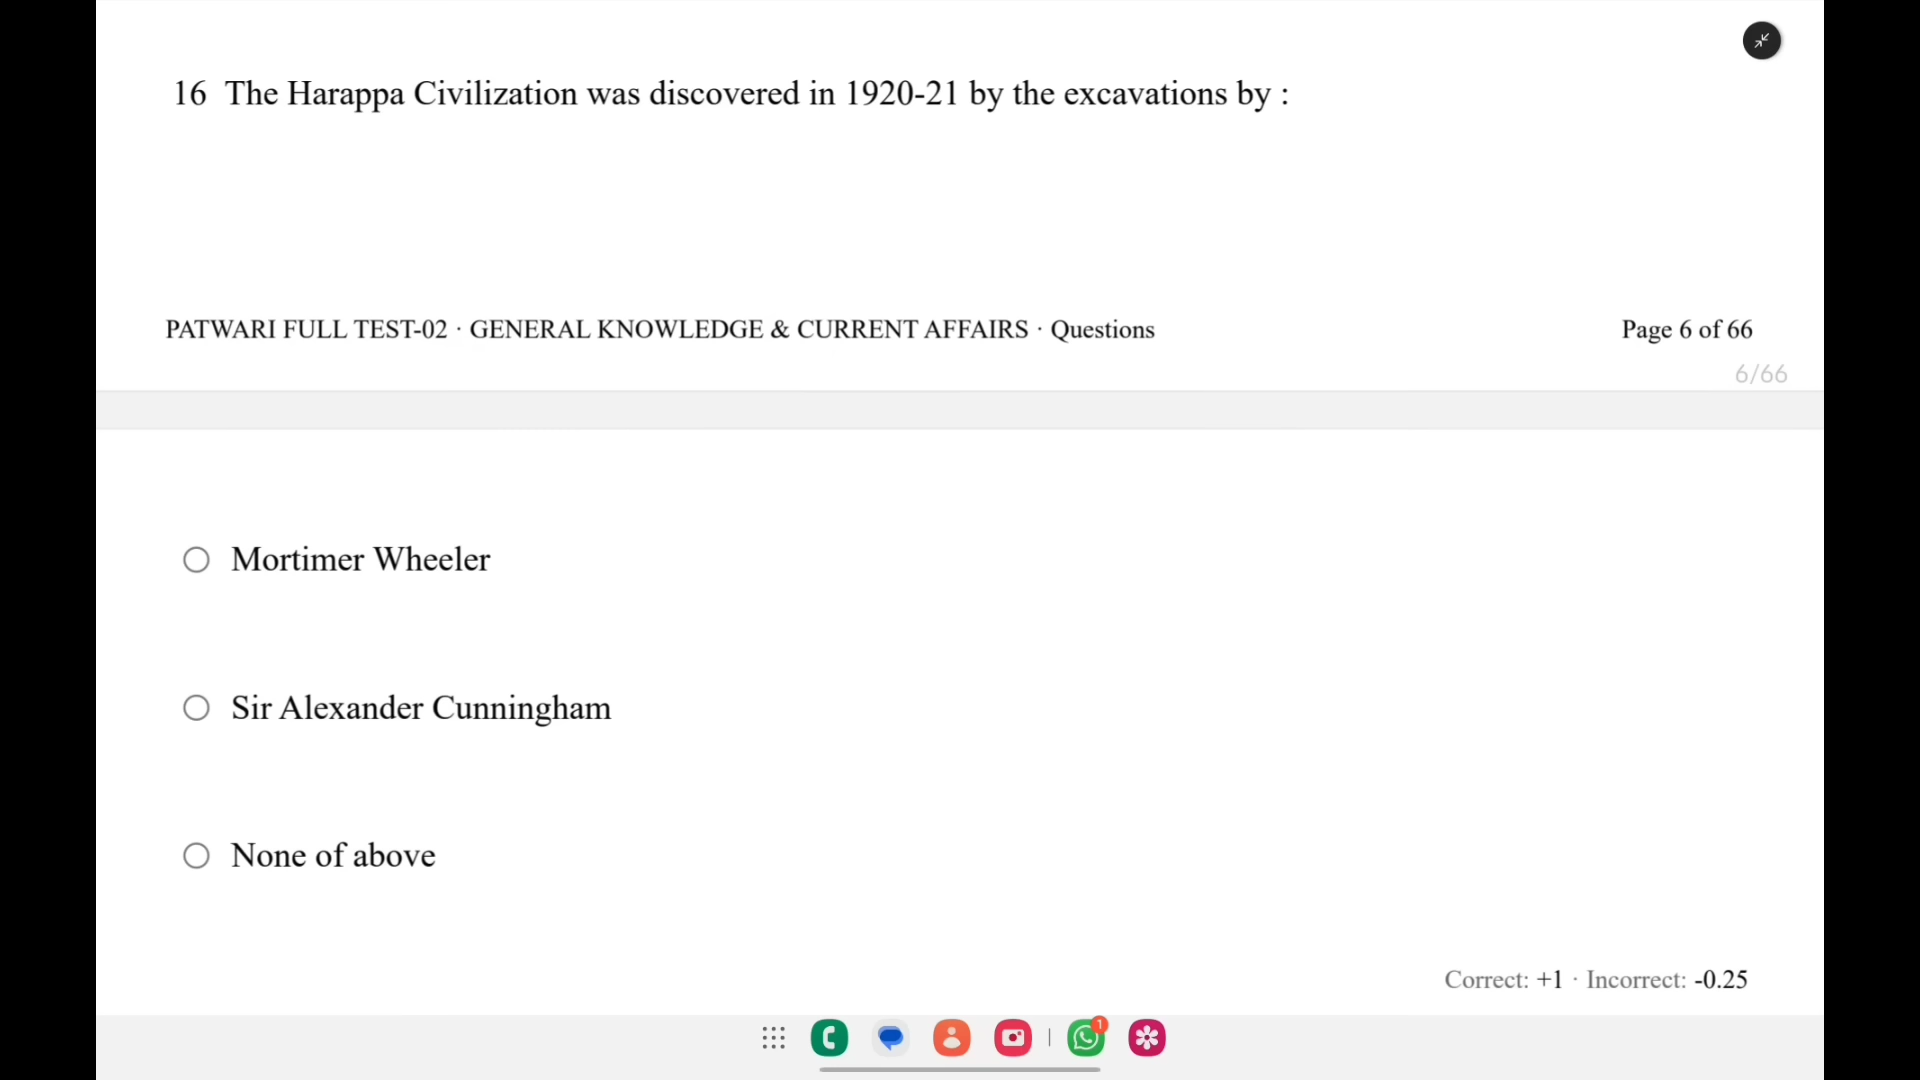 16 The Harappa Civilization was discovered in 1920-21 by the excavations by :
PATWARI FULL TEST-02 · GENERAL KNOWLEDGE & CURRENT AFFAIRS · Questions
Page 6 of 66
6/66
Mortimer Wheeler
Sir Alexander Cunningham
None of above
Correct: +1 · Incorrect: -0.25
1